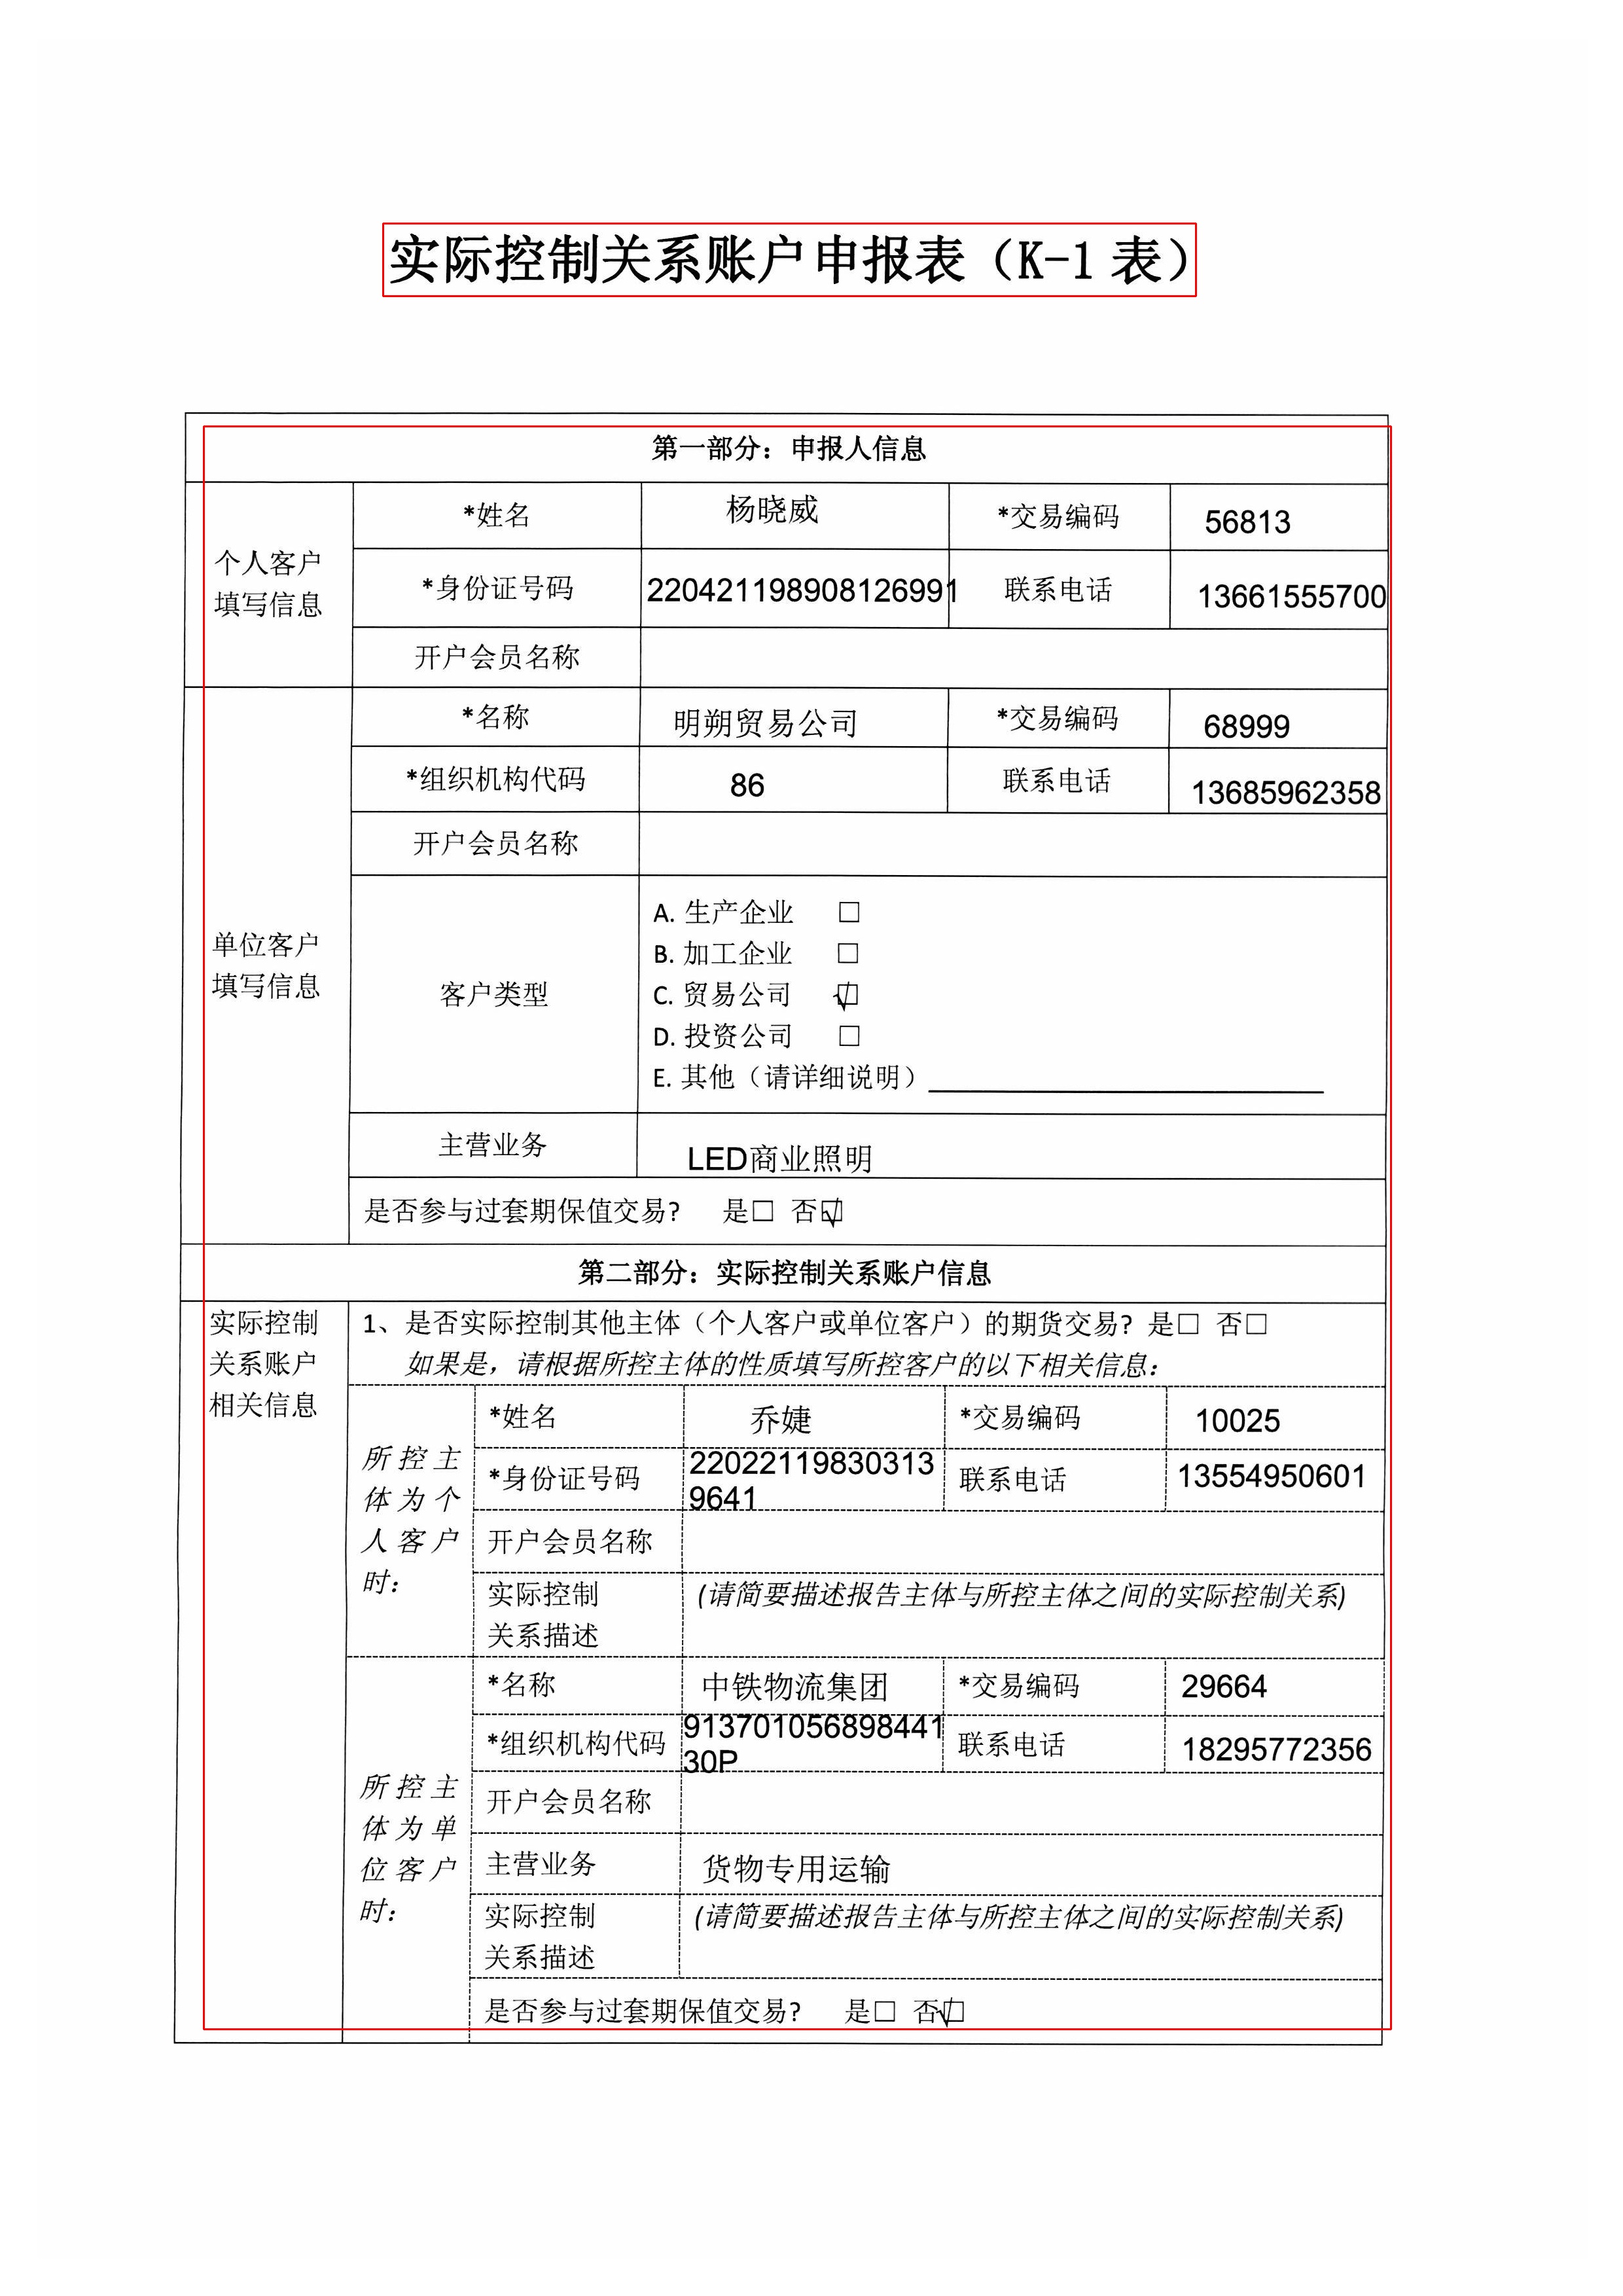 实际控制关系账户申报表（K-1 表）
第一部分：申报人信息
个人客户
填写信息
*姓名 杨晓威 *交易编码 56813
*身份证号码 220421198908126991 联系电话 13661555700
开户会员名称
单位客户
填写信息
*名称 明朔贸易公司 *交易编码 68999
*组织机构代码 86 联系电话 13685962358
开户会员名称
客户类型
A. 生产企业 □
B. 加工企业 □
C. 贸易公司 ☑
D. 投资公司 □
E. 其他（请详细说明）
主营业务 LED商业照明
是否参与过套期保值交易? 是□ 否☑
第二部分：实际控制关系账户信息
实际控制
关系账户
相关信息
1、是否实际控制其他主体（个人客户或单位客户）的期货交易? 是□ 否□
如果是，请根据所控主体的性质填写所控客户的以下相关信息：
所控主
体为个
人客户
时：
*姓名 乔婕 *交易编码 10025
*身份证号码 22022119830313
9641
联系电话 13554950601
开户会员名称
实际控制
关系描述
(请简要描述报告主体与所控主体之间的实际控制关系)
所控主
体为单
位客户
时：
*名称 中铁物流集团 *交易编码 29664
*组织机构代码 913701056898441
30P
联系电话 18295772356
开户会员名称
主营业务 货物专用运输
实际控制
关系描述
(请简要描述报告主体与所控主体之间的实际控制关系)
是否参与过套期保值交易? 是□ 否☑